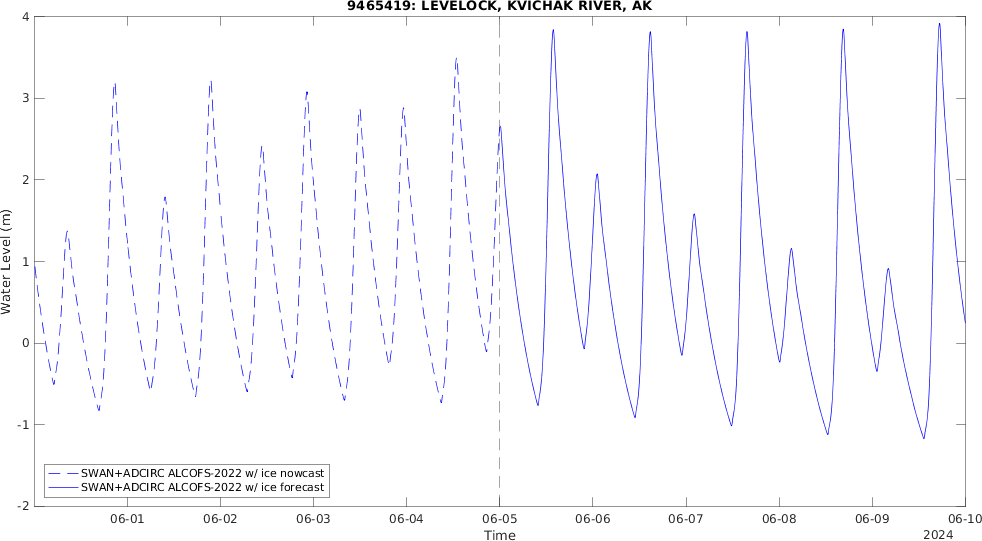 9465419: LEVELOCK, KVICHAK RIVER, AK
4
3
2
1
0
-1
-2
Water Level (m)
SWAN+ADCIRC ALCOFS-2022 w/ ice nowcast
SWAN+ADCIRC ALCOFS-2022 w/ ice forecast
06-01 06-02 06-03 06-04 06-05 06-06 06-07 06-08 06-09 06-10
Time
2024